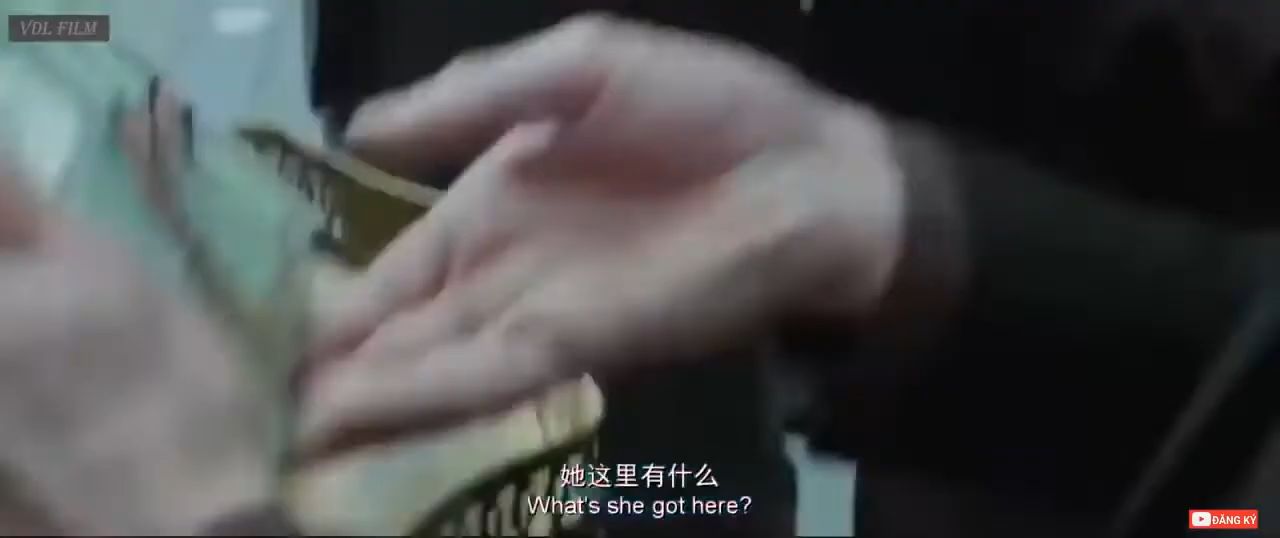 VDL FILM
她这里有什么
What's she got here?
ĐĂNG KÝ